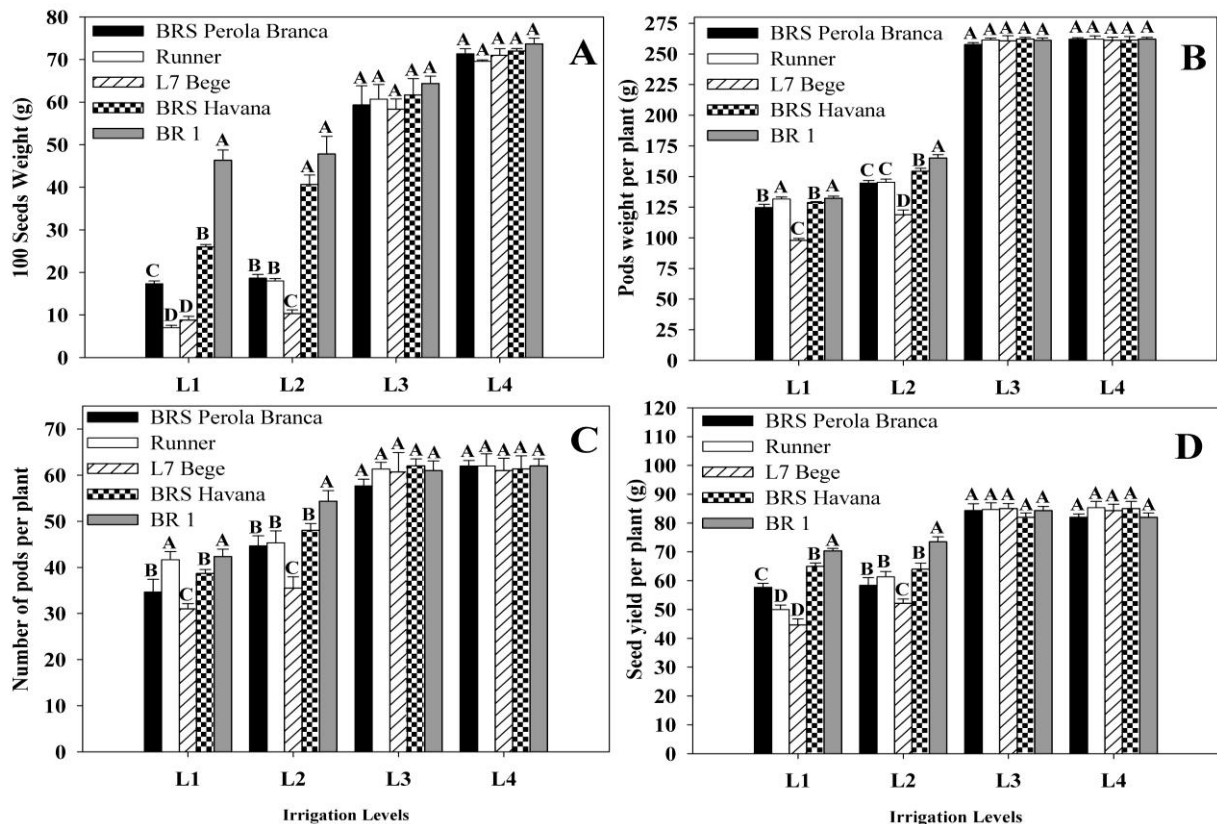 100 Seeds Weight (g)
80
70
60
50
40
30
20
10
0
BRS Perola Branca
Runner
L7 Bege
BRS Havana
BR 1
A
C D D B A
B B C A A
A A A A A
A A A A A
L1 L2 L3 L4
Pods weight per plant (g)
275
250
225
200
175
150
125
100
75
50
25
0
BRS Perola Branca
Runner
L7 Bege
BRS Havana
BR 1
B
B A C B A
C C D B A
A A A A A
A A A A A
L1 L2 L3 L4
Number of pods per plant
70
60
50
40
30
20
10
0
BRS Perola Branca
Runner
L7 Bege
BRS Havana
BR 1
C
B A C B A
B B C B A
A A A A A
A A A A A
L1 L2 L3 L4
Irrigation Levels
Seed yield per plant (g)
120
110
100
90
80
70
60
50
40
30
20
10
0
BRS Perola Branca
Runner
L7 Bege
BRS Havana
BR 1
D
C D D B A
B B C B A
A A A A A
A A A A A
L1 L2 L3 L4
Irrigation Levels